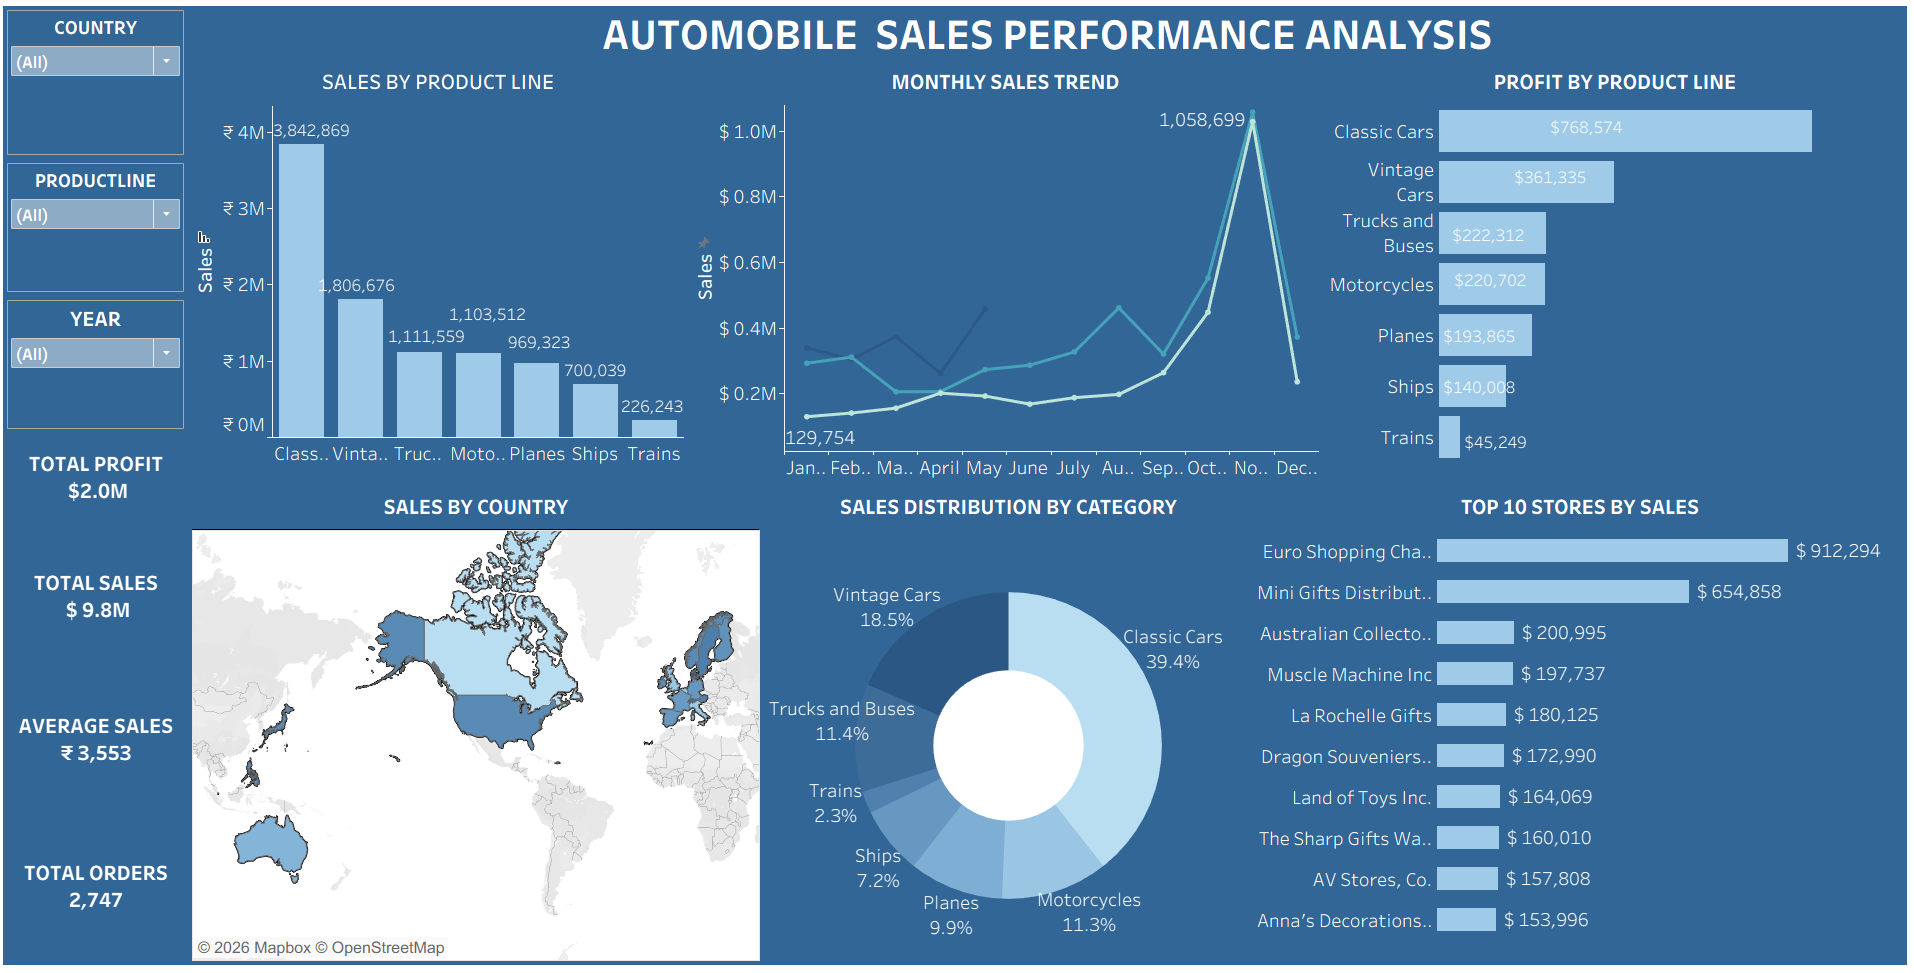 AUTOMOBILE  SALES PERFORMANCE ANALYSIS
COUNTRY
(All)
PRODUCTLINE
(All)
YEAR
(All)
TOTAL PROFIT
$2.0M
TOTAL SALES
$ 9.8M
AVERAGE SALES
₹ 3,553
TOTAL ORDERS
2,747
SALES BY PRODUCT LINE
Sales
₹ 4M
₹ 3M
₹ 2M
₹ 1M
₹ 0M
3,842,869
1,806,676
1,111,559
1,103,512
969,323
700,039
226,243
Class..
Vinta..
Truc..
Moto..
Planes
Ships
Trains
MONTHLY SALES TREND
Sales
$ 1.0M
$ 0.8M
$ 0.6M
$ 0.4M
$ 0.2M
1,058,699
129,754
Jan..
Feb..
Ma..
April
May
June
July
Au..
Sep..
Oct..
No..
Dec..
PROFIT BY PRODUCT LINE
Classic Cars
$768,574
Vintage
Cars
$361,335
Trucks and
Buses
$222,312
Motorcycles
$220,702
Planes
$193,865
Ships
$140,008
Trains
$45,249
SALES BY COUNTRY
© 2026 Mapbox © OpenStreetMap
SALES DISTRIBUTION BY CATEGORY
Vintage Cars
18.5%
Classic Cars
39.4%
Trucks and Buses
11.4%
Trains
2.3%
Ships
7.2%
Planes
9.9%
Motorcycles
11.3%
TOP 10 STORES BY SALES
Euro Shopping Cha..
$ 912,294
Mini Gifts Distribut..
$ 654,858
Australian Collecto..
$ 200,995
Muscle Machine Inc
$ 197,737
La Rochelle Gifts
$ 180,125
Dragon Souveniers..
$ 172,990
Land of Toys Inc.
$ 164,069
The Sharp Gifts Wa..
$ 160,010
AV Stores, Co.
$ 157,808
Anna's Decorations..
$ 153,996